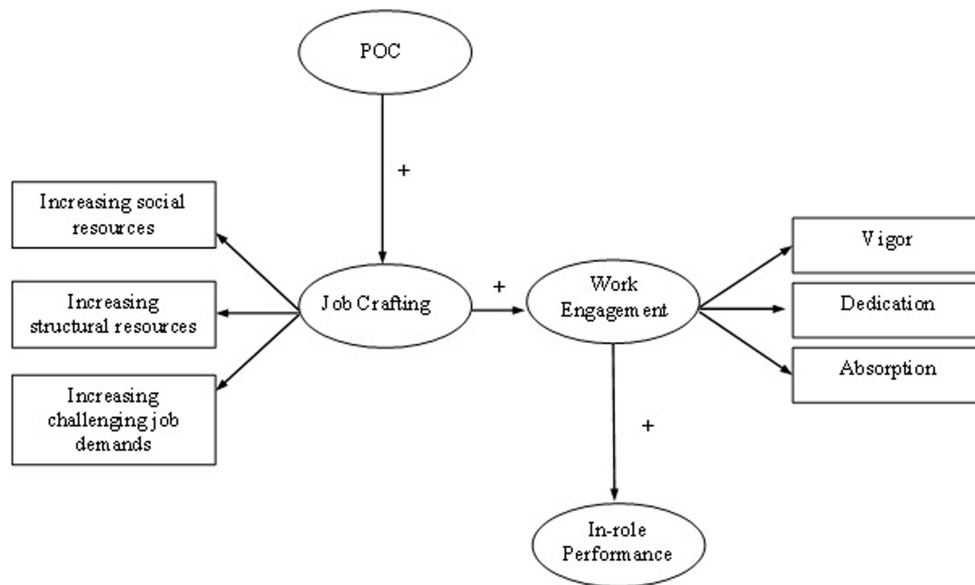 POC
+
Increasing social
resources
Increasing
structural resources
Increasing
challenging job
demands
Job Crafting
+
Work
Engagement
Vigor
Dedication
Absorption
+
In-role
Performance